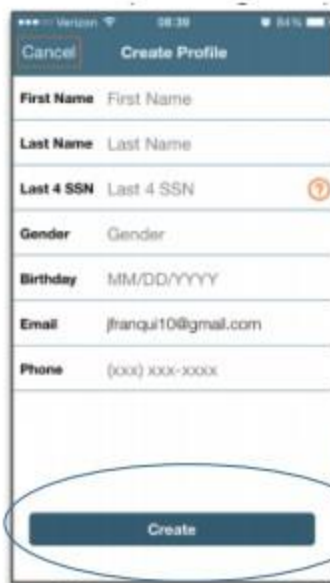 Verizon 08:39 84%
Cancel Create Profile
First Name First Name
Last Name Last Name
Last 4 SSN Last 4 SSN ?
Gender Gender
Birthday MM/DD/YYYY
Email jfranqui10@gmail.com
Phone (xxx) xxx-xxxx
Create